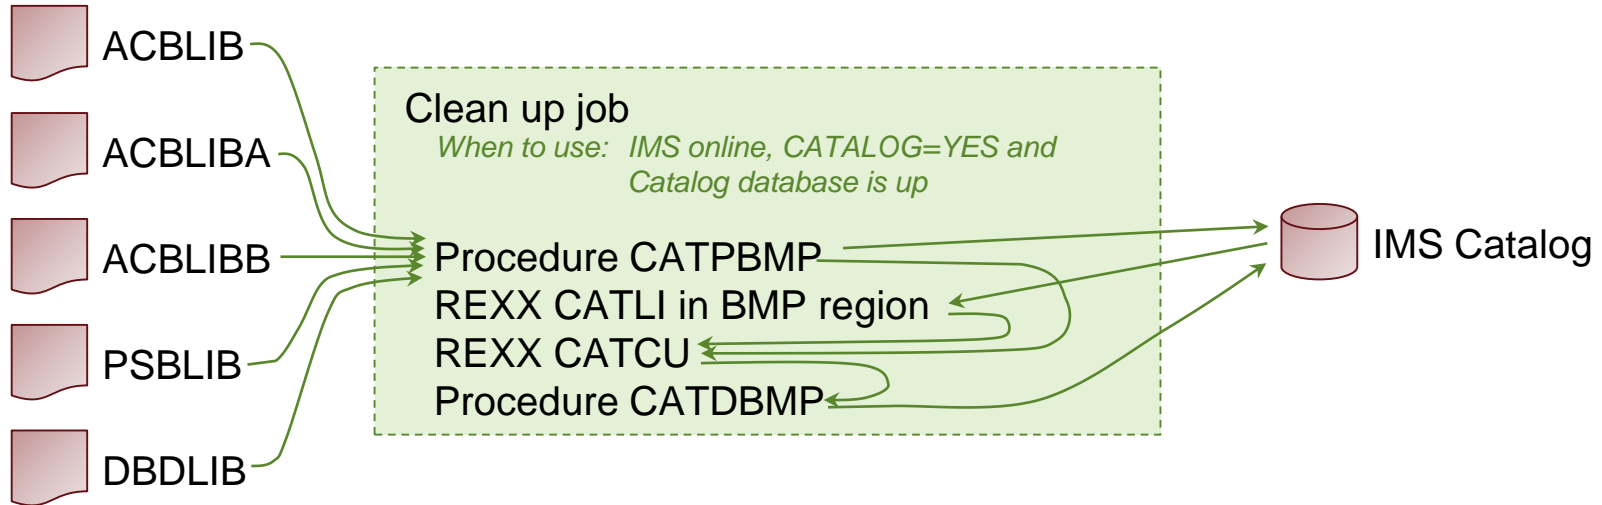 ACBLIB
ACBLIBA
ACBLIBB
PSBLIB
DBDLIB
Clean up job
When to use: IMS online, CATALOG=YES and
Catalog database is up
Procedure CATPBMP
REXX CATLI in BMP region
REXX CATCU
Procedure CATDBMP
IMS Catalog